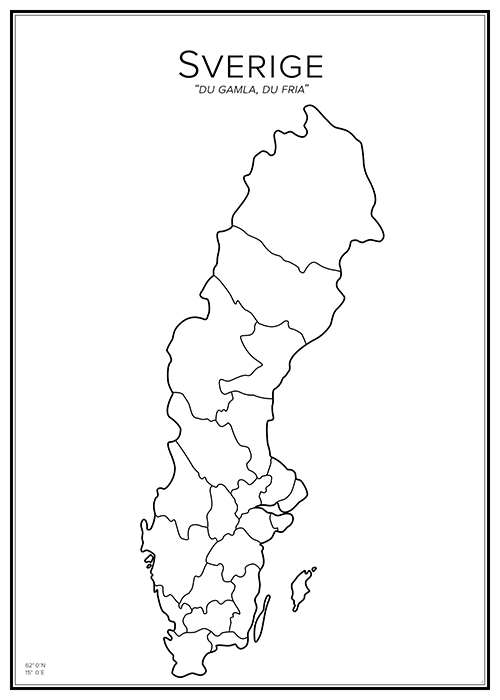 SVERIGE
"DU GAMLA, DU FRIA"
62° 0' N
15° 0' E